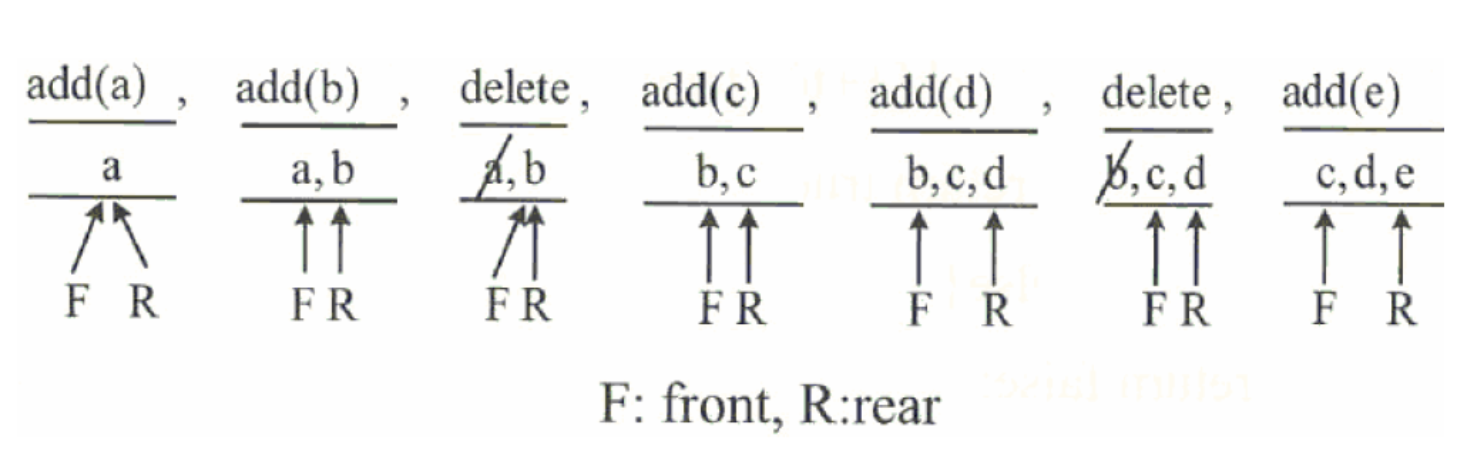 add(a) , add(b) , delete , add(c) , add(d) , delete , add(e)
a a,b a,b b,c b,c,d b,c,d c,d,e
F R F R F R F R F R F R F R
F: front, R:rear